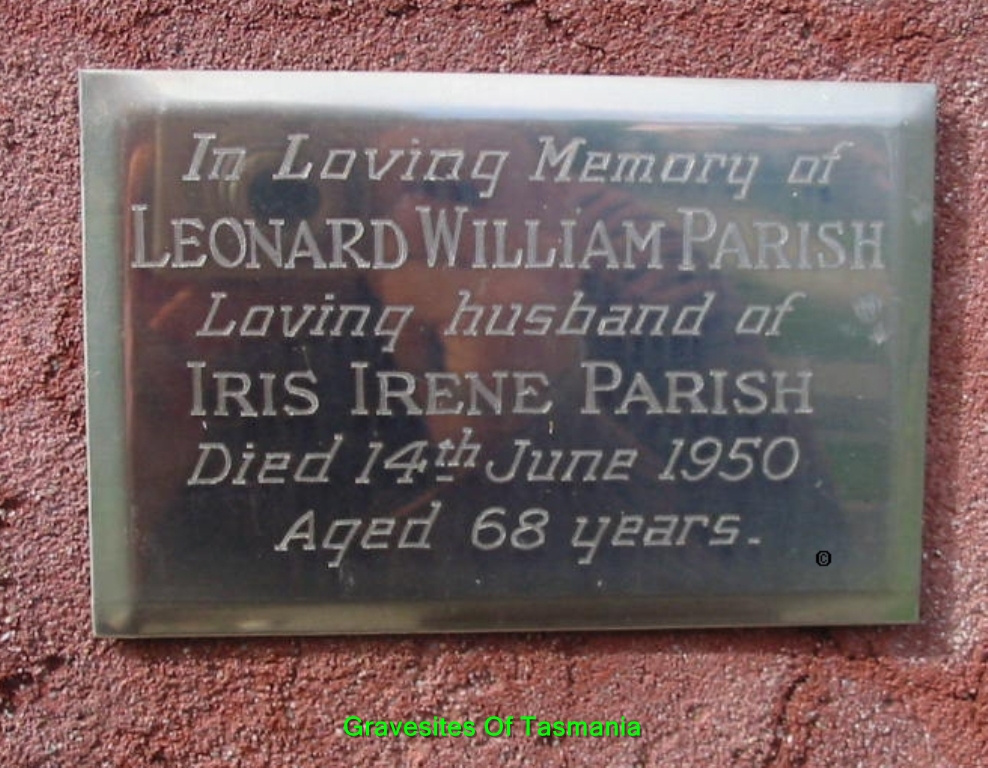 In Loving Memory of
LEONARD WILLIAM PARISH
Loving husband of
IRIS IRENE PARISH
Died 14th June 1950
Aged 68 years.
©
Gravesites Of Tasmania